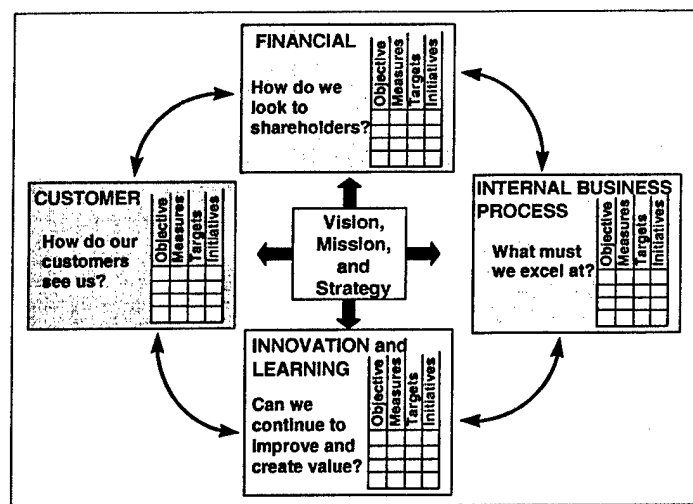 FINANCIAL
How do we
look to
shareholders?
Objective
Measures
Targets
Initiatives
CUSTOMER
How do our
customers
see us?
Objective
Measures
Targets
Initiatives
Vision,
Mission,
and
Strategy
INTERNAL BUSINESS
PROCESS
What must
we excel at?
Objective
Measures
Targets
Initiatives
INNOVATION and
LEARNING
Can we
continue to
improve and
create value?
Objective
Measures
Targets
Initiatives